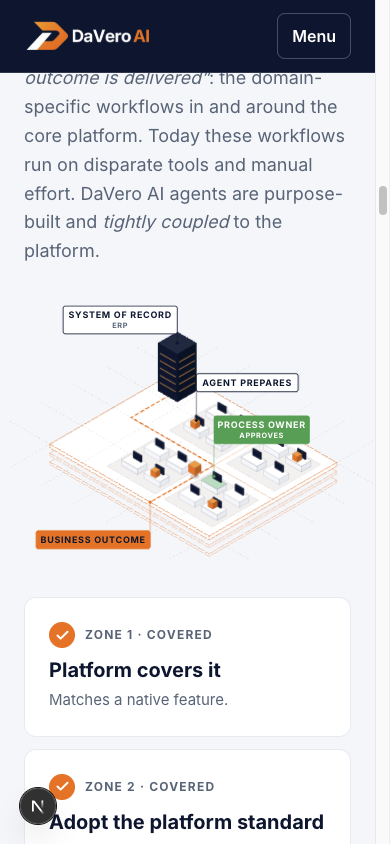 DaVero AI
Menu
outcome is delivered”: the domain-
specific workflows in and around the
core platform. Today these workflows
run on disparate tools and manual
effort. DaVero AI agents are purpose-
built and tightly coupled to the
platform.
SYSTEM OF RECORD
ERP
AGENT PREPARES
PROCESS OWNER
APPROVES
BUSINESS OUTCOME
ZONE 1 · COVERED
Platform covers it
Matches a native feature.
ZONE 2 · COVERED
N
Adopt the platform standard